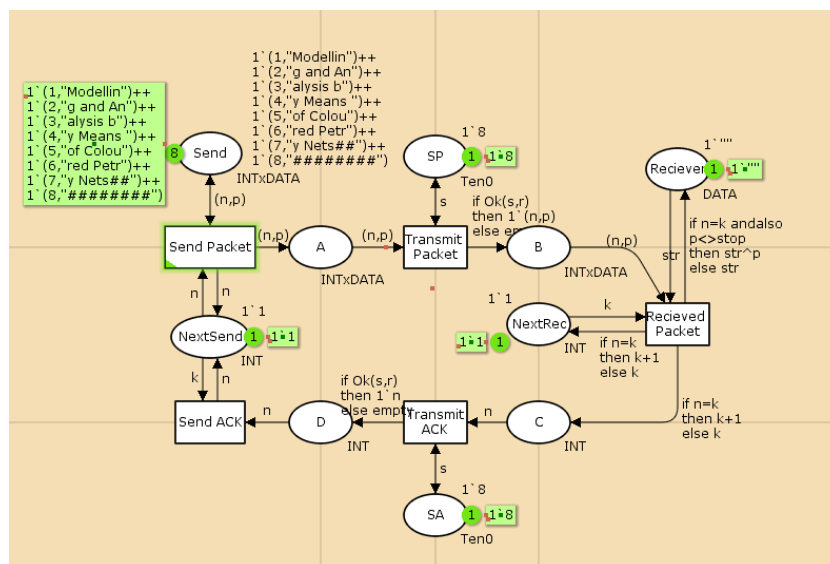 1`(1,"Modellin")++
1`(2,"g and An")++
1`(3,"alysis b")++
1`(4,"y Means ")++
1`(5,"of Colou")++
1`(6,"red Petr")++
1`(7,"y Nets##")++
1`(8,"########")
8
Send
INTxDATA
1`(1,"Modellin")++
1`(2,"g and An")++
1`(3,"alysis b")++
1`(4,"y Means ")++
1`(5,"of Colou")++
1`(6,"red Petr")++
1`(7,"y Nets##")++
1`(8,"########")
1`8
SP
1
1`8
Ten0
1`""
Reciever
1
1`""
DATA
(n,p)
s
if Ok(s,r)
then 1`(n,p)
else empty
str
if n=k andalso
p<>stop
then str^p
else str
Send Packet
(n,p)
A
INTxDATA
(n,p)
Transmit
Packet
B
INTxDATA
(n,p)
n
n
1`1
NextSend
1
1`1
INT
1`1
NextRec
1`1
1
INT
k
if n=k
then k+1
else k
Recieved
Packet
k
n
if Ok(s,r)
then 1`n
else empty
if n=k
then k+1
else k
Send ACK
n
D
INT
Transmit
ACK
n
C
INT
s
1`8
SA
1
1`8
Ten0